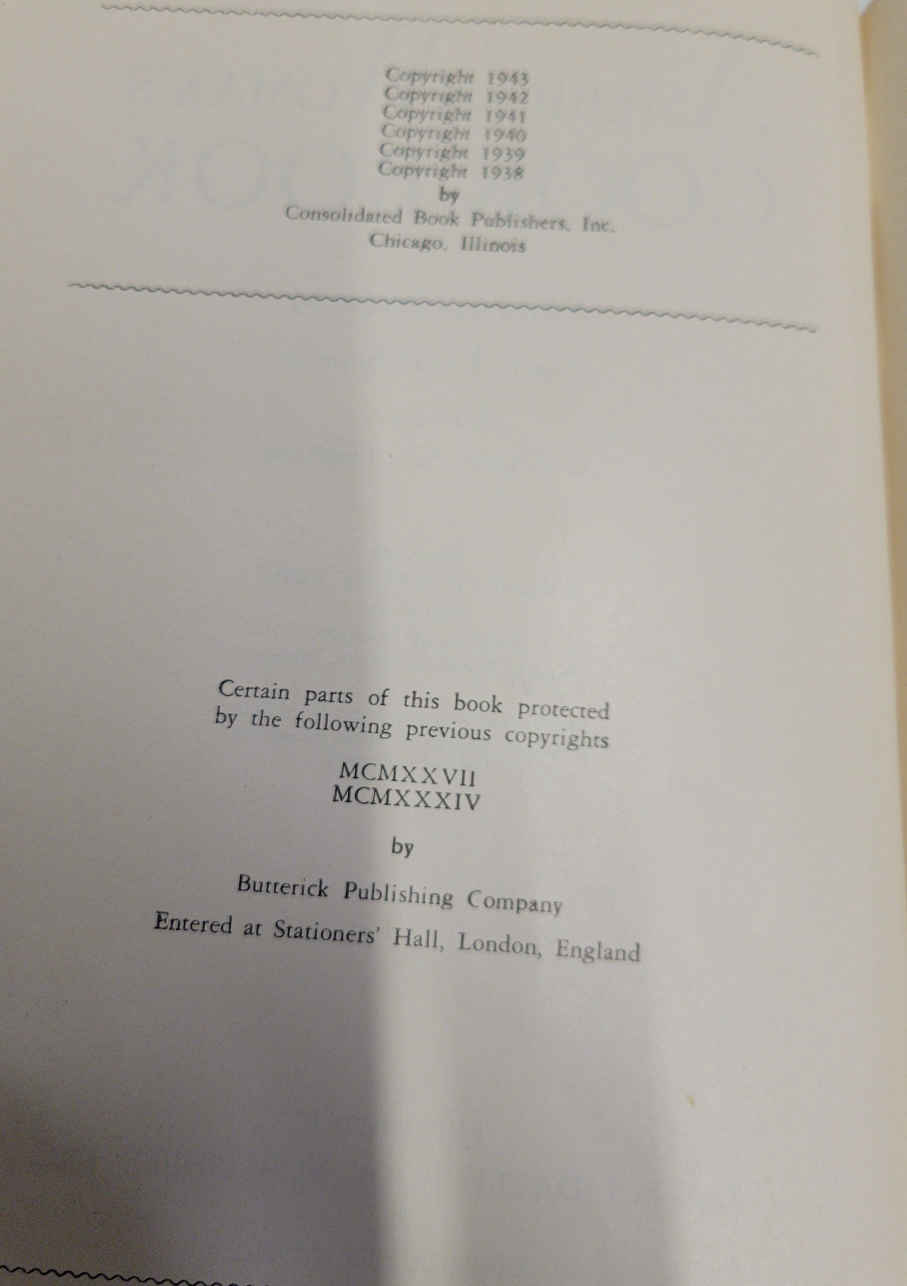 Copyright 1943
Copyright 1942
Copyright 1941
Copyright 1940
Copyright 1939
Copyright 1938
by
Consolidated Book Publishers, Inc.
Chicago, Illinois
Certain parts of this book protected
by the following previous copyrights
MCMXXVII
MCMXXXIV
by
Butterick Publishing Company
Entered at Stationers' Hall, London, England